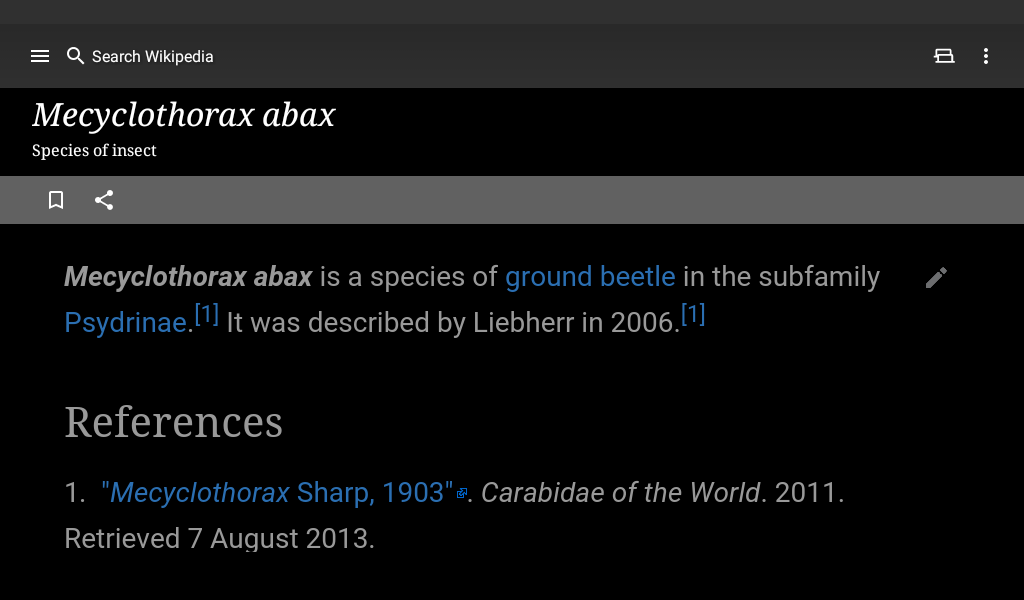 Search Wikipedia
Mecyclothorax abax
Species of insect
Mecyclothorax abax is a species of ground beetle in the subfamily
Psydrinae.[1] It was described by Liebherr in 2006.[1]
References
1. "Mecyclothorax Sharp, 1903". Carabidae of the World. 2011.
Retrieved 7 August 2013.